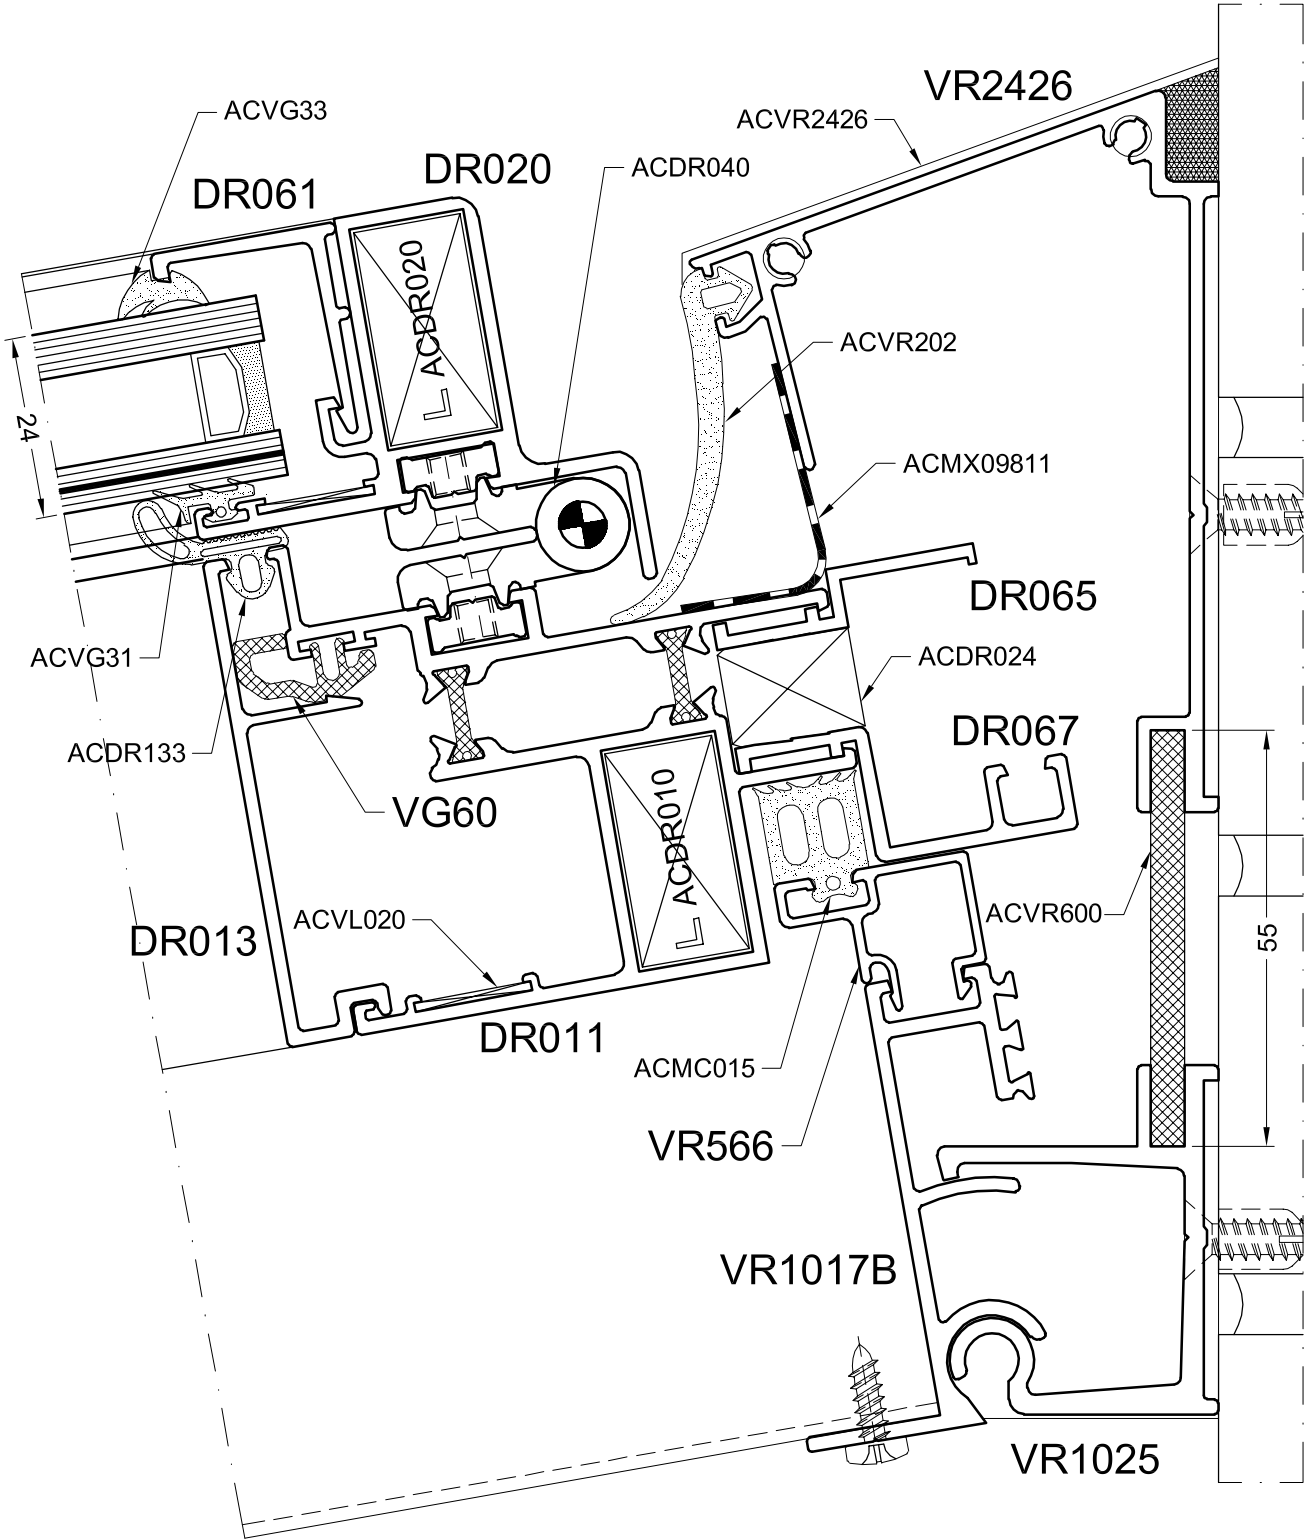 VR2426
ACVG33
ACVR2426
DR020
ACDR040
DR061
L ACDR020
ACVR202
24
ACMX09811
DR065
ACVG31
ACDR024
DR067
ACDR133
VG60
L ACDR010
ACVL020
ACVR600
DR013
55
DR011
ACMC015
VR566
VR1017B
VR1025